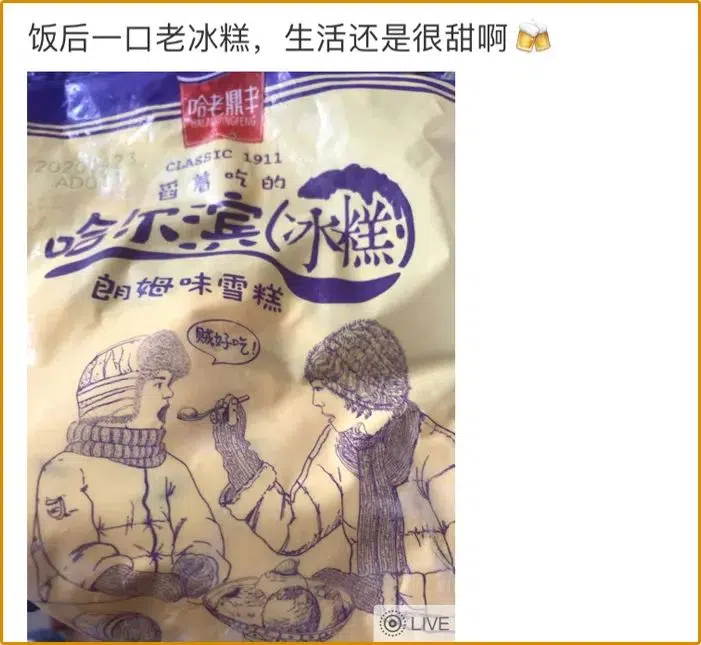 饭后一口老冰糕，生活还是很甜啊🍻
哈老鼎丰
CLASSIC 1911
舀着吃的
哈尔滨冰糕
朗姆味雪糕
贼好吃！
LIVE